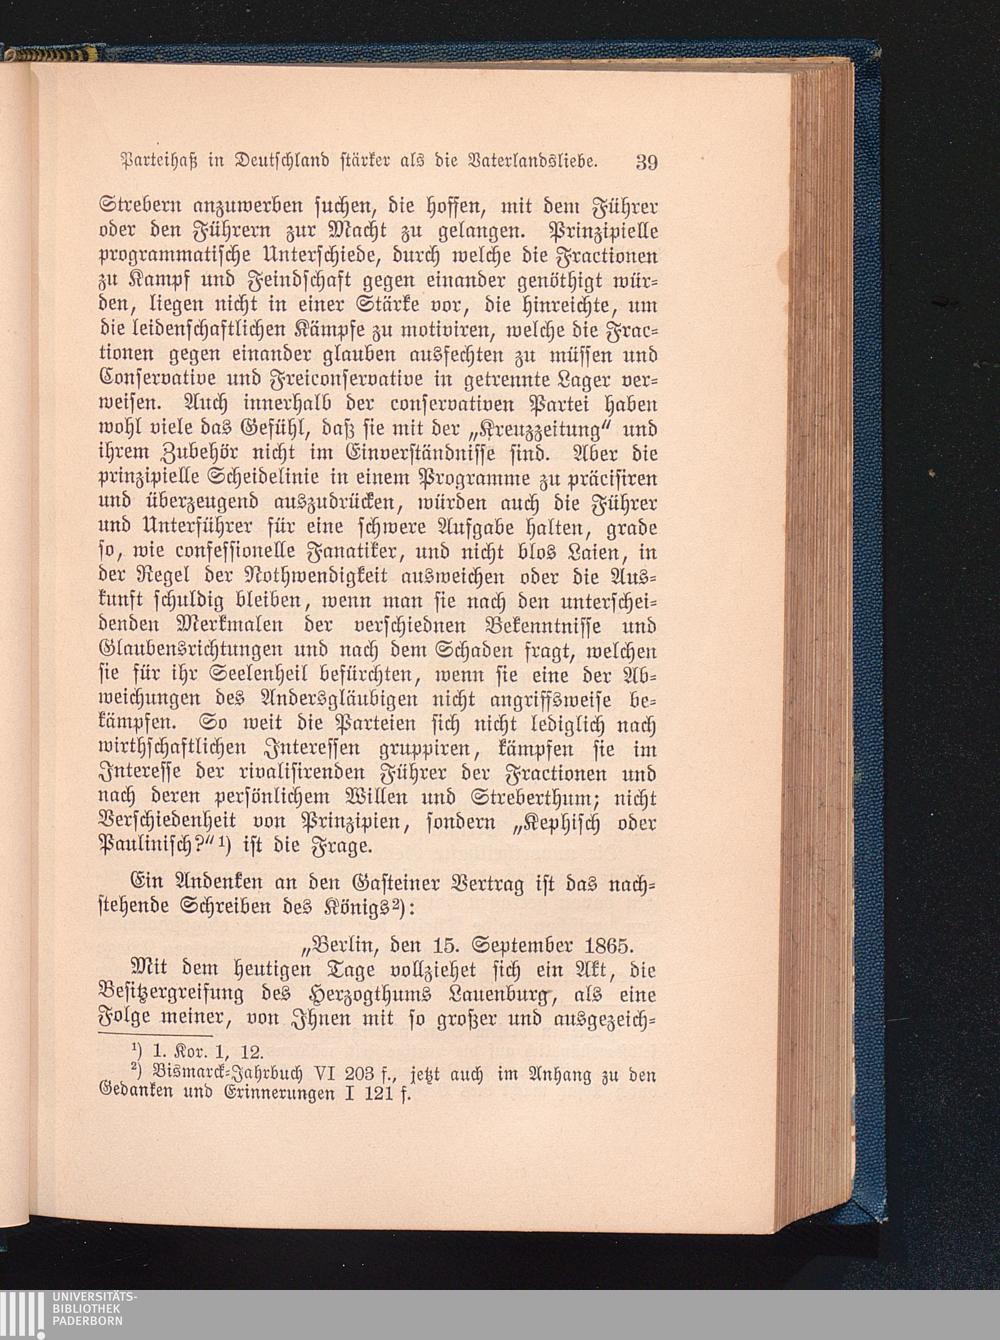 Parteihaß in Deutschland stärker als die Vaterlandsliebe. 39
Strebern anzuwerben suchen, die hoffen, mit dem Führer
oder den Führern zur Macht zu gelangen. Prinzipielle
programmatische Unterschiede, durch welche die Fractionen
zu Kampf und Feindschaft gegen einander genöthigt wür-
den, liegen nicht in einer Stärke vor, die hinreichte, um
die leidenschaftlichen Kämpfe zu motiviren, welche die Frac-
tionen gegen einander glauben ausfechten zu müssen und
Conservative und Freiconservative in getrennte Lager ver-
weisen. Auch innerhalb der conservativen Partei haben
wohl viele das Gefühl, daß sie mit der „Kreuzzeitung“ und
ihrem Zubehör nicht im Einverständnisse sind. Aber die
prinzipielle Scheidelinie in einem Programme zu präcisiren
und überzeugend auszudrücken, würden auch die Führer
und Unterführer für eine schwere Aufgabe halten, grade
so, wie confessionelle Fanatiker, und nicht blos Laien, in
der Regel der Nothwendigkeit ausweichen oder die Aus-
kunft schuldig bleiben, wenn man sie nach den unterschei-
denden Merkmalen der verschiednen Bekenntnisse und
Glaubensrichtungen und nach dem Schaden fragt, welchen
sie für ihr Seelenheil befürchten, wenn sie eine der Ab-
weichungen des Andersgläubigen nicht angriffsweise be-
kämpfen. So weit die Parteien sich nicht lediglich nach
wirthschaftlichen Interessen gruppiren, kämpfen sie im
Interesse der rivalisirenden Führer der Fractionen und
nach deren persönlichem Willen und Streberthum; nicht
Verschiedenheit von Prinzipien, sondern „Kephisch oder
Paulinisch?“¹) ist die Frage.
Ein Andenken an den Gasteiner Vertrag ist das nach-
stehende Schreiben des Königs²):
„Berlin, den 15. September 1865.
Mit dem heutigen Tage vollziehet sich ein Akt, die
Besitzergreifung des Herzogthums Lauenburg, als eine
Folge meiner, von Ihnen mit so großer und ausgezeich-
¹) 1. Kor. 1, 12.
²) Bismarck-Jahrbuch VI 203 f., jetzt auch im Anhang zu den
Gedanken und Erinnerungen I 121 f.
UNIVERSITÄTS-
BIBLIOTHEK
PADERBORN